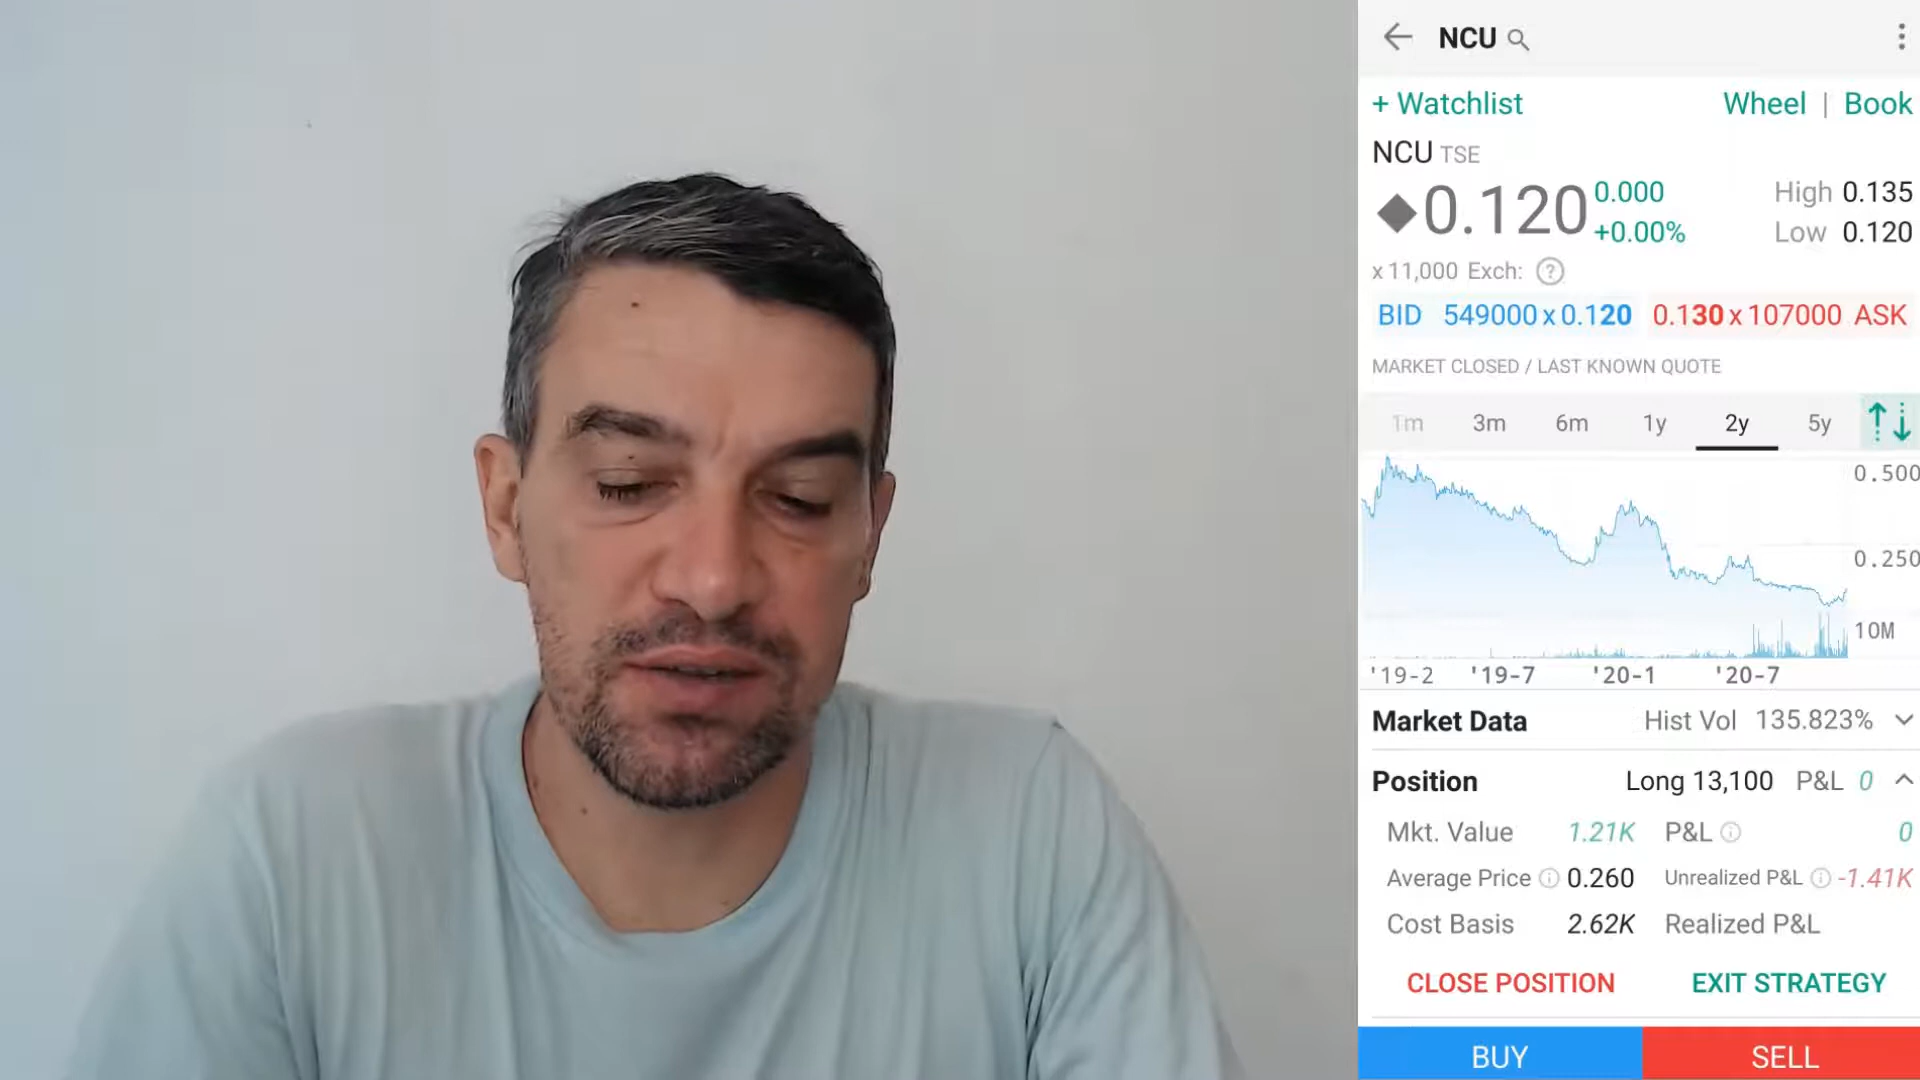 NCU
+ Watchlist Wheel | Book
NCU TSE
0.120 0.000 +0.00%
High 0.135
Low 0.120
x 11,000 Exch: ?
BID 549000 x 0.120 0.130 x 107000 ASK
MARKET CLOSED / LAST KNOWN QUOTE
1m 3m 6m 1y 2y 5y
0.500
0.250
10M
'19-2 '19-7 '20-1 '20-7
Market Data Hist Vol 135.823%
Position Long 13,100 P&L 0
Mkt. Value 1.21K P&L 0
Average Price 0.260 Unrealized P&L -1.41K
Cost Basis 2.62K Realized P&L
CLOSE POSITION EXIT STRATEGY
BUY SELL